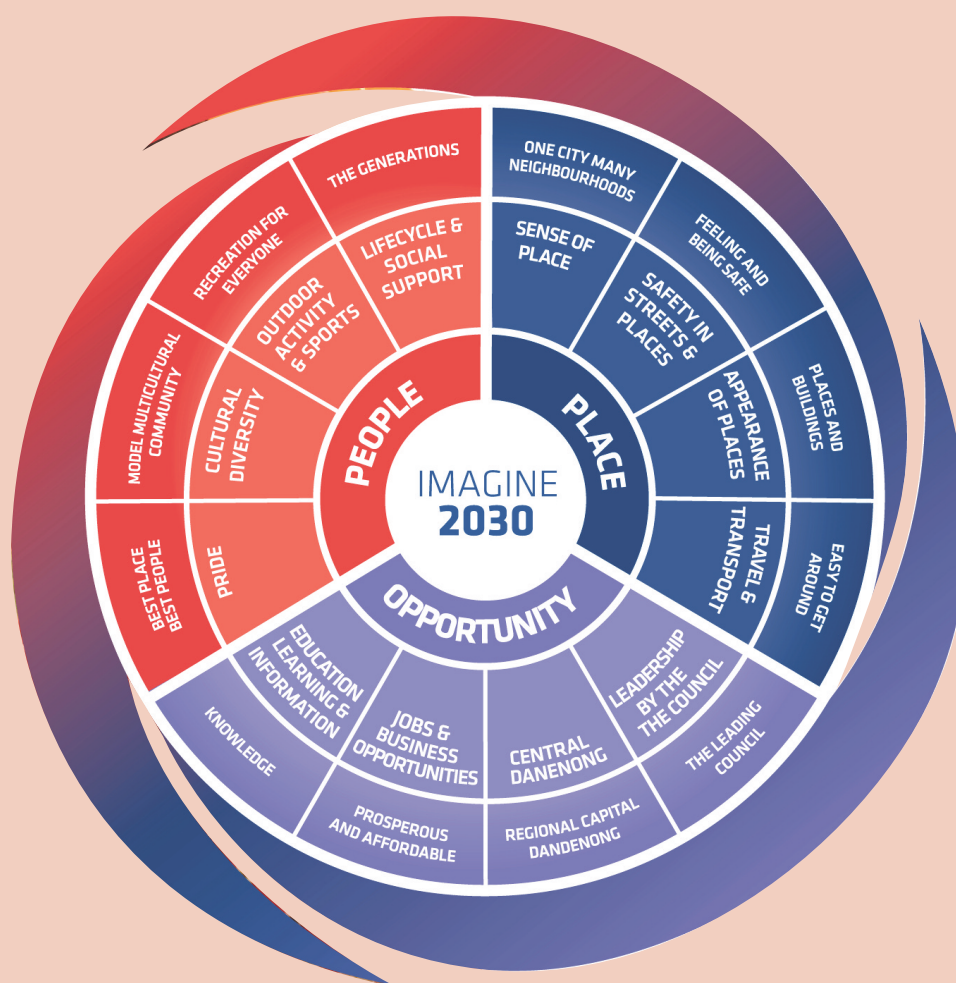 IMAGINE
2030
PEOPLE
THE GENERATIONS
LIFECYCLE &
SOCIAL
SUPPORT
RECREATION FOR
EVERYONE
OUTDOOR
ACTIVITY
& SPORTS
MODEL MULTICULTURAL
COMMUNITY
CULTURAL
DIVERSITY
BEST PLACE
BEST PEOPLE
PRIDE
PLACE
ONE CITY MANY
NEIGHBOURHOODS
SENSE OF
PLACE
FEELING AND
BEING SAFE
SAFETY IN
STREETS &
PLACES
PLACES AND
BUILDINGS
APPEARANCE
OF PLACES
EASY TO GET
AROUND
TRAVEL &
TRANSPORT
OPPORTUNITY
EDUCATION
LEARNING &
INFORMATION
KNOWLEDGE
JOBS &
BUSINESS
OPPORTUNITIES
PROSPEROUS
AND AFFORDABLE
CENTRAL
DANENONG
REGIONAL CAPITAL
DANDENONG
LEADERSHIP
BY THE
THE COUNCIL
THE LEADING
COUNCIL